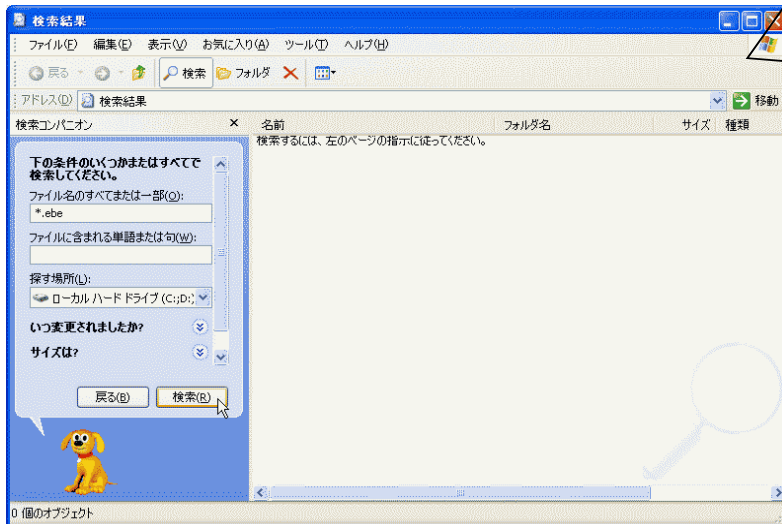 検索結果
ファイル(F) 編集(E) 表示(V) お気に入り(A) ツール(T) ヘルプ(H)
戻る 検索 フォルダ
アドレス(D) 検索結果 移動
検索コンパニオン × 名前 フォルダ名 サイズ 種類
検索するには、左のページの指示に従ってください。
下の条件のいくつかまたはすべてで
検索してください。
ファイル名のすべてまたは一部(O):
*.ebe
ファイルに含まれる単語または句(W):
探す場所(L):
ローカル ハード ドライブ (C:;D:;
いつ変更されましたか?
サイズは?
戻る(B) 検索(R)
0 個のオブジェクト